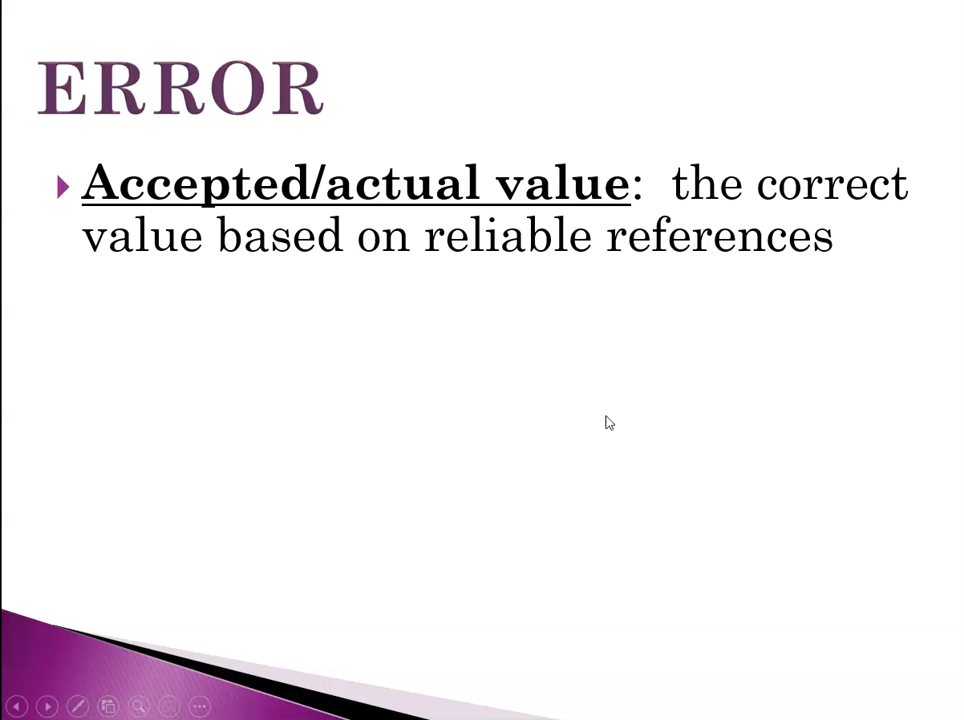 ERROR
Accepted/actual value: the correct
value based on reliable references